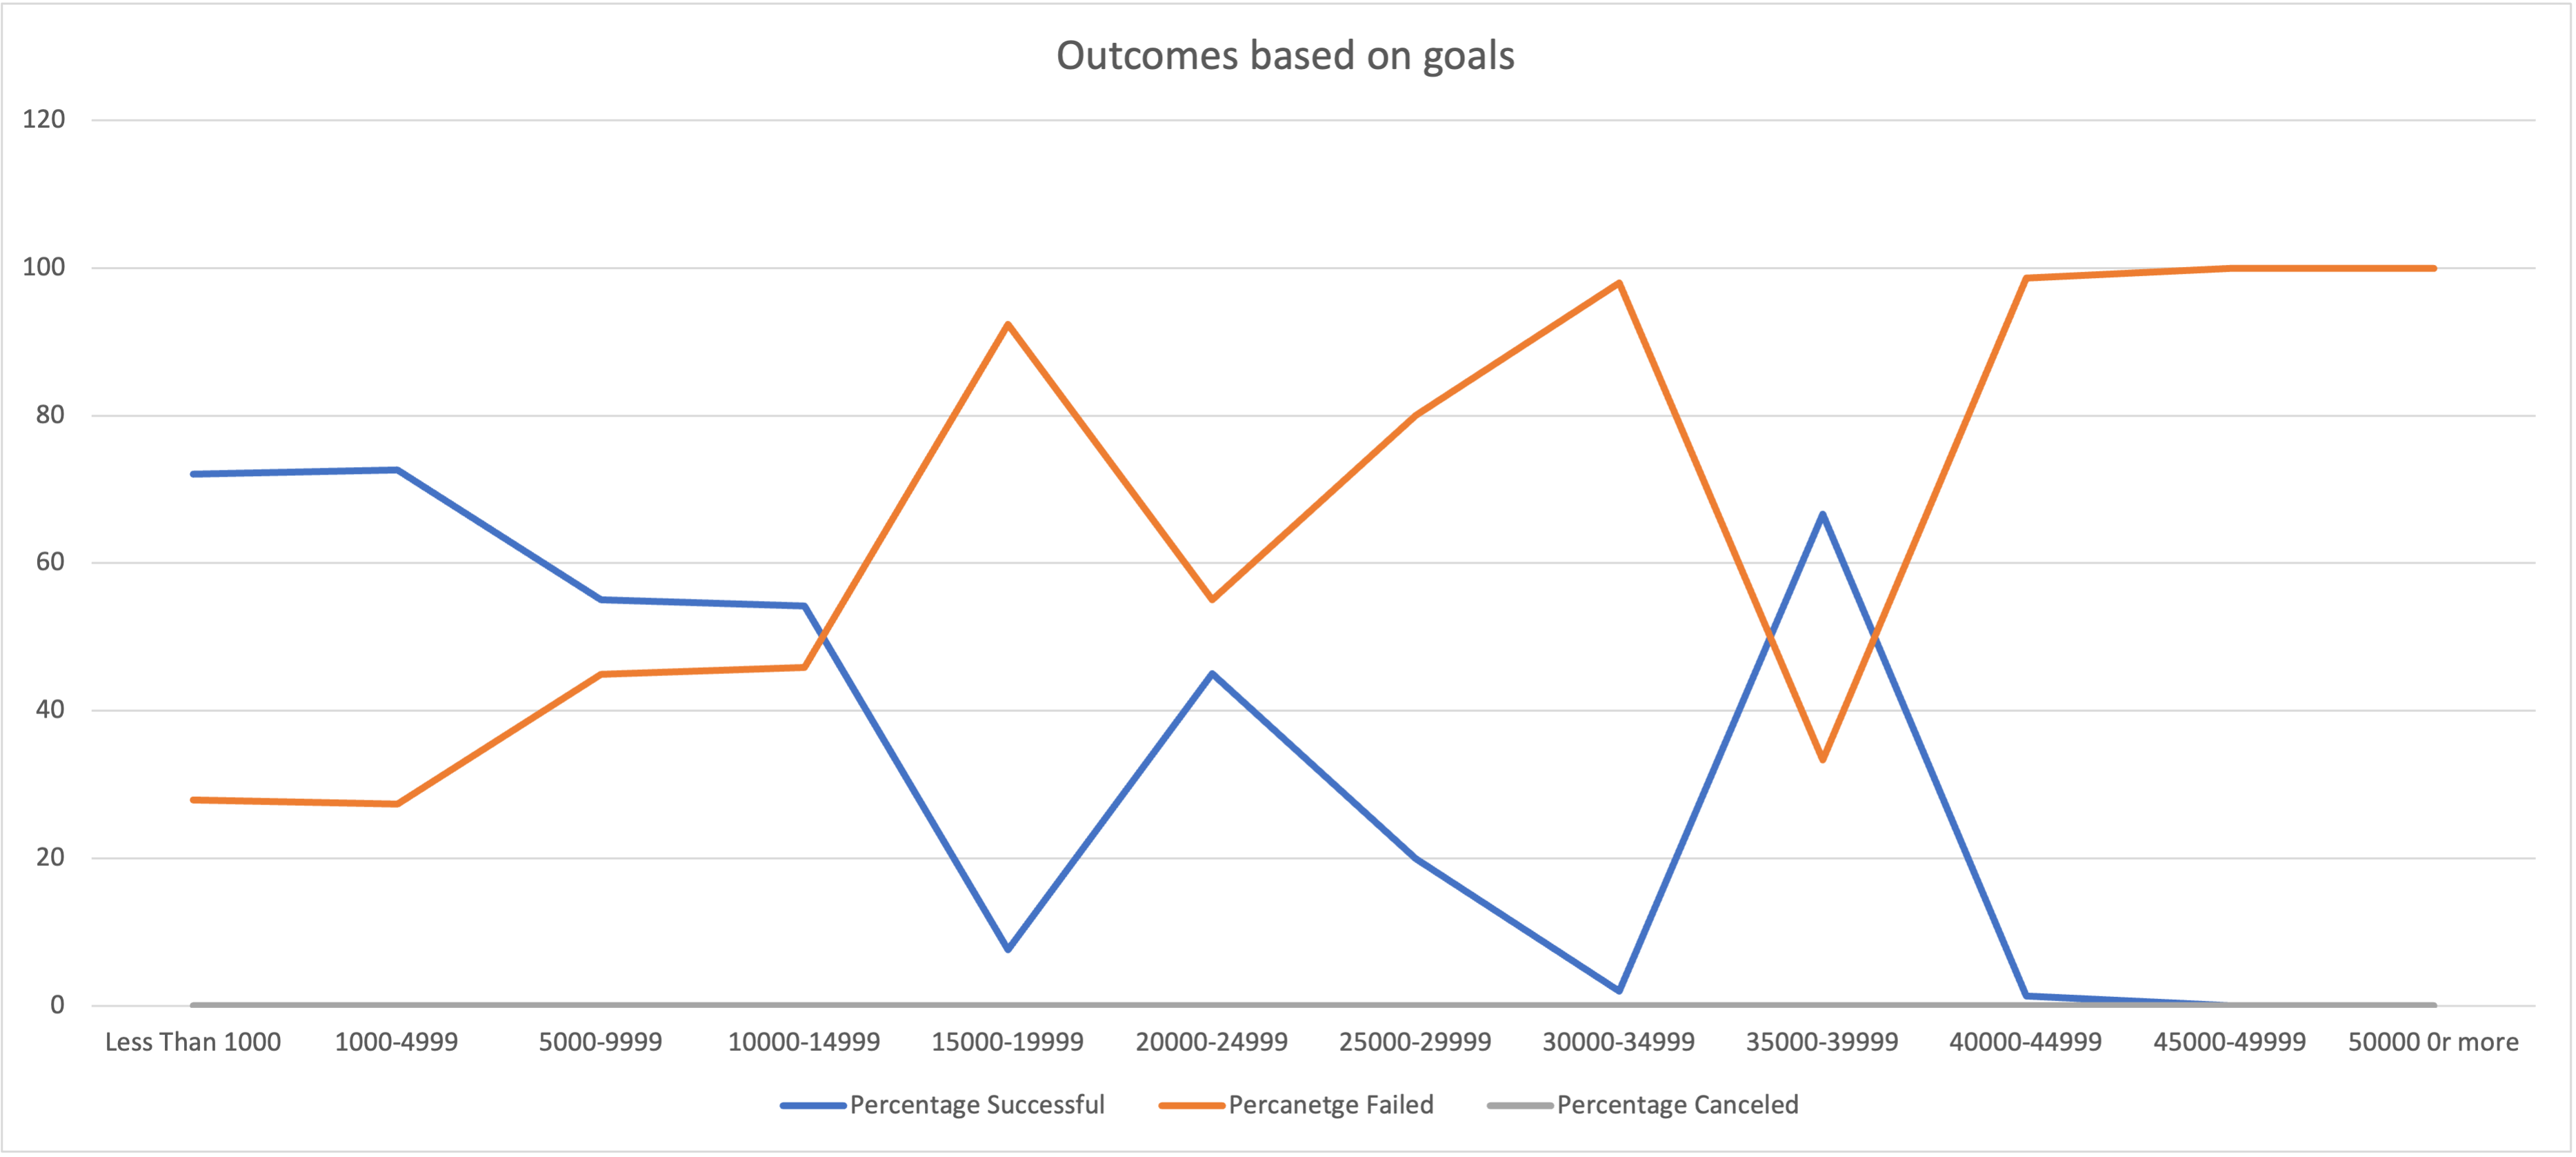 Outcomes based on goals
120
100
80
60
40
20
0
Less Than 1000 1000-4999 5000-9999 10000-14999 15000-19999 20000-24999 25000-29999 30000-34999 35000-39999 40000-44999 45000-49999 50000 0r more
Percentage Successful Percanetge Failed Percentage Canceled